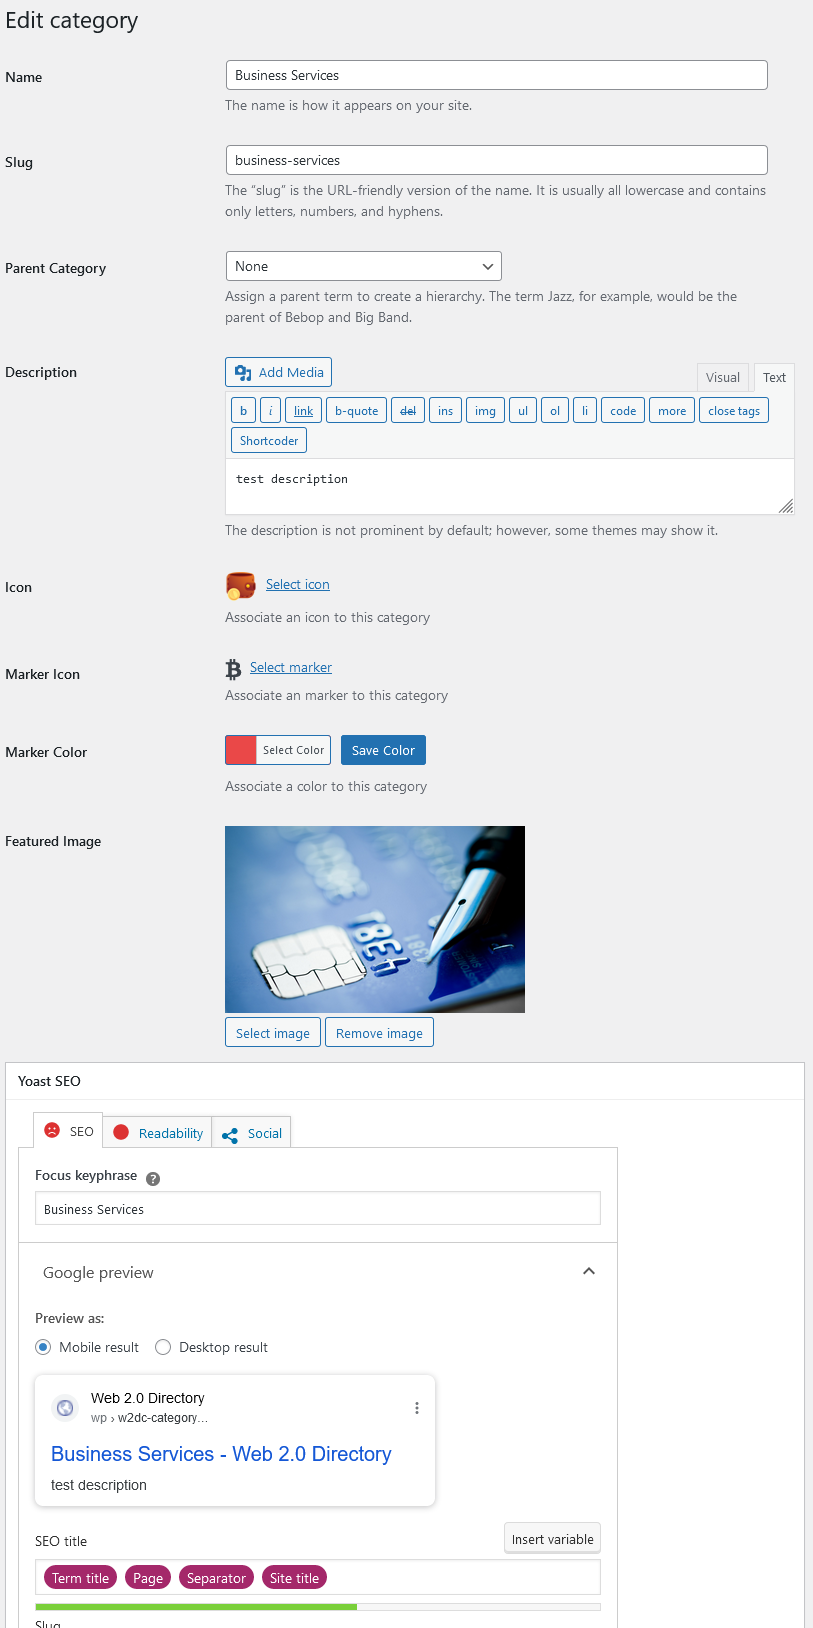 Edit category
Name
Business Services
The name is how it appears on your site.
Slug
business-services
The “slug” is the URL-friendly version of the name. It is usually all lowercase and contains
only letters, numbers, and hyphens.
Parent Category
None
Assign a parent term to create a hierarchy. The term Jazz, for example, would be the
parent of Bebop and Big Band.
Description
Add Media
Visual Text
b i link b-quote del ins img ul ol li code more close tags
Shortcoder
test description
The description is not prominent by default; however, some themes may show it.
Icon
Select icon
Associate an icon to this category
Marker Icon
Select marker
Associate an marker to this category
Marker Color
Select Color Save Color
Associate a color to this category
Featured Image
Select image Remove image
Yoast SEO
SEO Readability Social
Focus keyphrase ?
Business Services
Google preview
Preview as:
Mobile result Desktop result
Web 2.0 Directory
wp › w2dc-category…
Business Services - Web 2.0 Directory
test description
SEO title
Insert variable
Term title Page Separator Site title
Slug